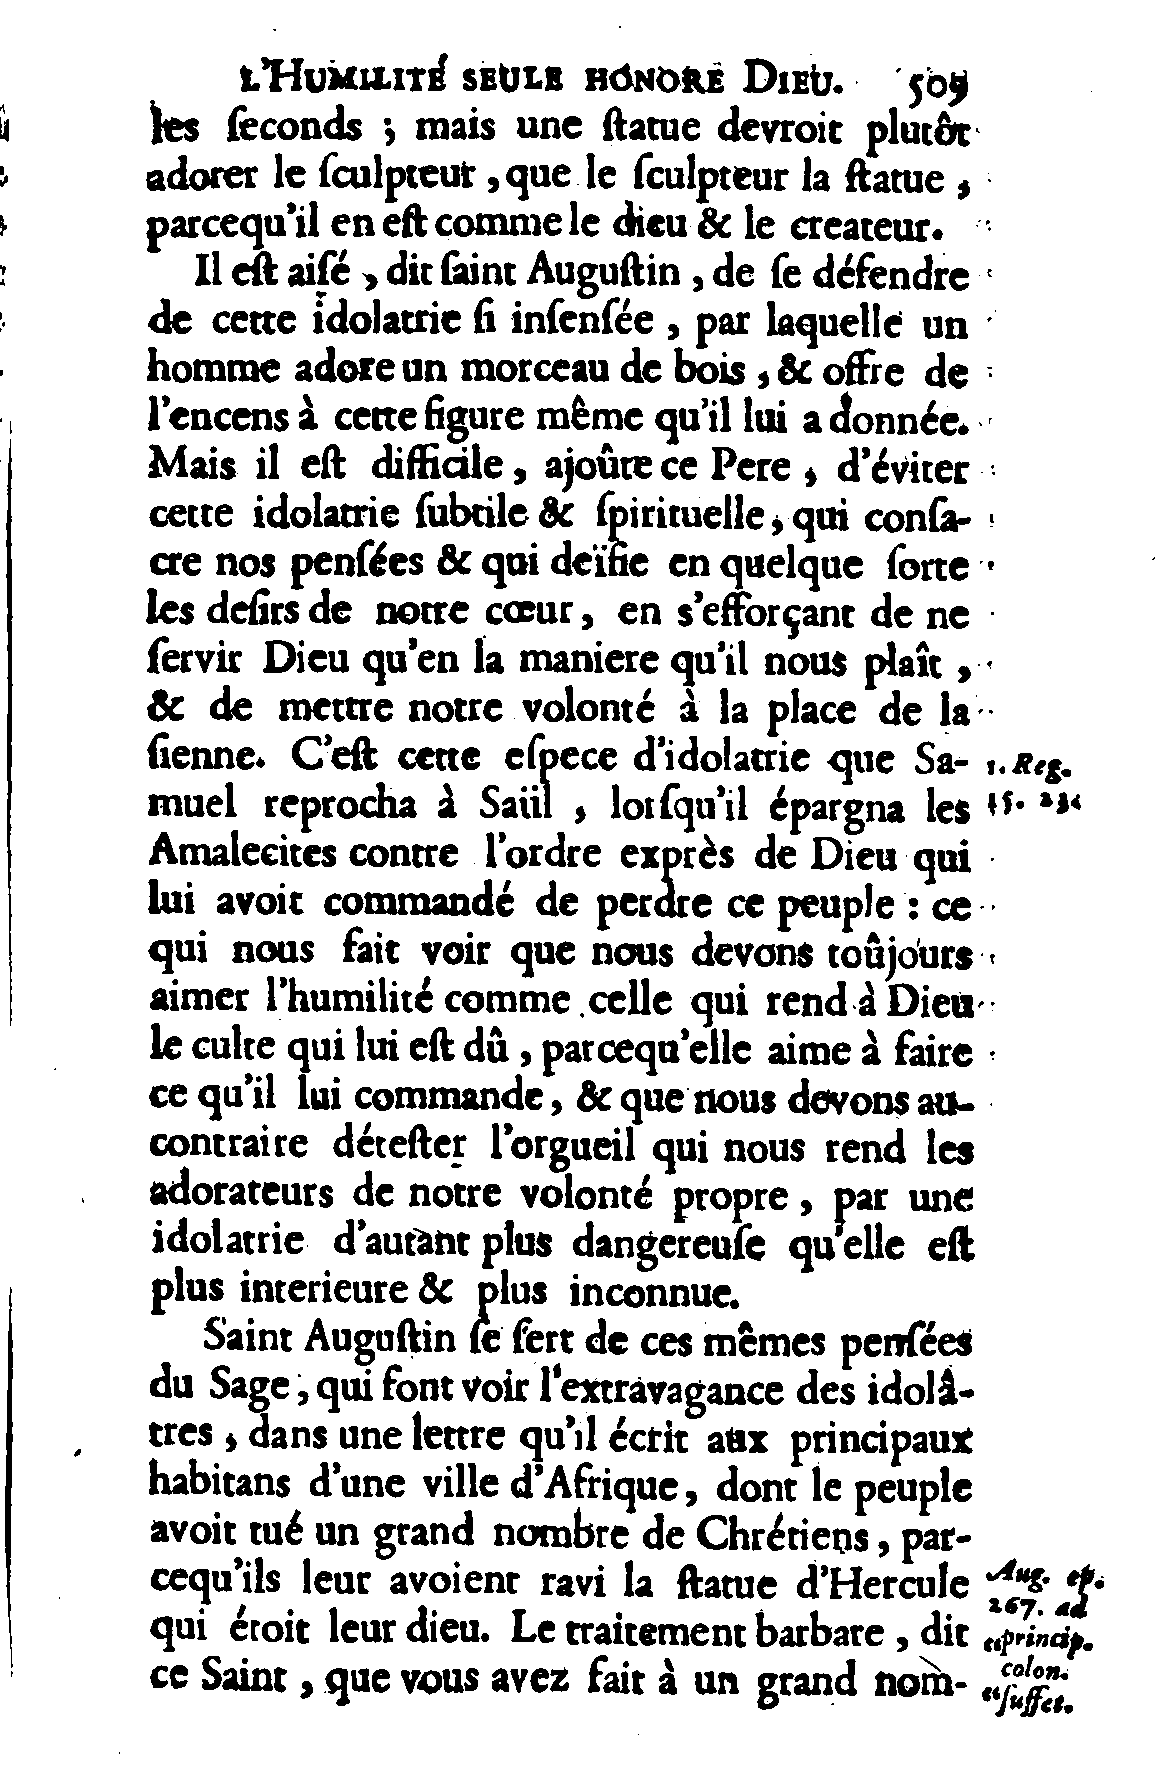 L'HUMILITÉ SEULE HONORE DIEU. 509
les ſeconds ; mais une ſtatue devroit plutôt
adorer le ſculpteur, que le ſculpteur la ſtatue,
parcequ'il en eſt comme le dieu & le createur.
Il eſt aiſé, dit ſaint Auguſtin, de ſe défendre
de cette idolatrie ſi inſenſée, par laquelle un
homme adore un morceau de bois, & offre de
l'encens à cette figure même qu'il lui a donnée.
Mais il eſt difficile, ajoûte ce Pere, d'éviter
cette idolatrie ſubtile & ſpirituelle, qui conſa-
cre nos penſées & qui deïfie en quelque ſorte
les deſirs de notre cœur, en s'efforçant de ne
ſervir Dieu qu'en la maniere qu'il nous plaît,
& de mettre notre volonté à la place de la
ſienne. C'eſt cette eſpece d'idolatrie que Sa-
1. Reg.
muel reprocha à Saül, lorſqu'il épargna les
15. 23.
Amalecites contre l'ordre exprès de Dieu qui
lui avoit commandé de perdre ce peuple : ce
qui nous fait voir que nous devons toûjours
aimer l'humilité comme celle qui rend à Dieu
le culte qui lui eſt dû, parcequ'elle aime à faire
ce qu'il lui commande, & que nous devons au-
contraire déteſter l'orgueil qui nous rend les
adorateurs de notre volonté propre, par une
idolatrie d'autant plus dangereuſe qu'elle eſt
plus interieure & plus inconnue.
Saint Auguſtin ſe ſert de ces mêmes penſées
du Sage, qui font voir l'extravagance des idolâ-
tres, dans une lettre qu'il écrit aux principaux
habitans d'une ville d'Afrique, dont le peuple
avoit tué un grand nombre de Chrétiens, par-
cequ'ils leur avoient ravi la ſtatue d'Hercule
Aug. ep.
267. ad
qui étoit leur dieu. Le traitement barbare, dit
“princip.
colon.
ce Saint, que vous avez fait à un grand nom-
“ſuffet.